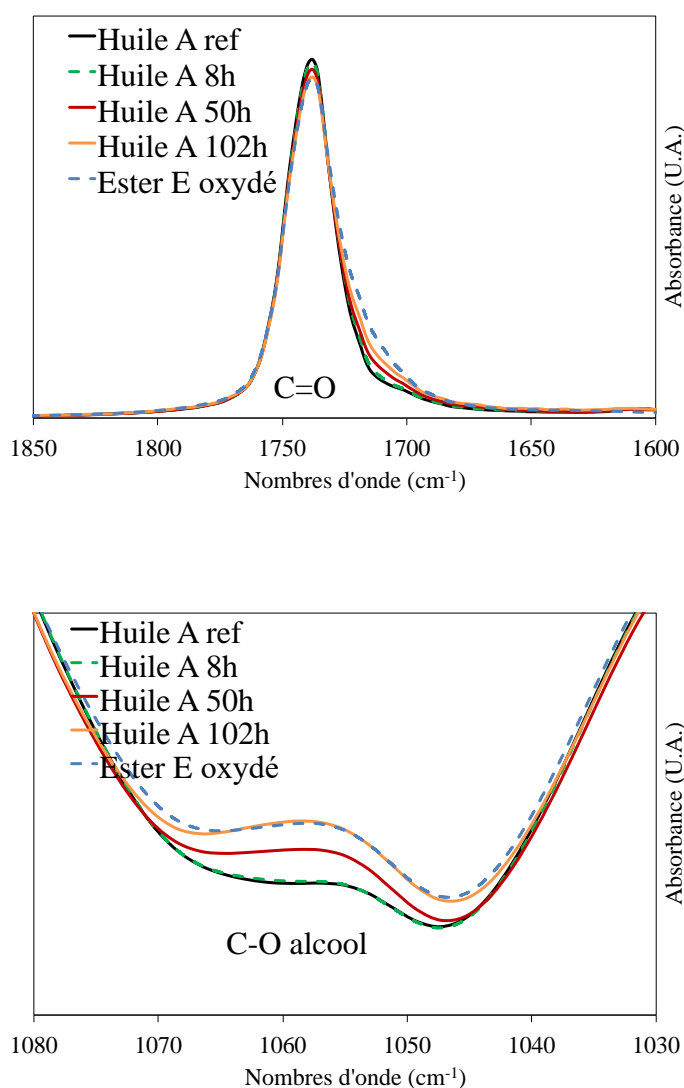 Huile A ref
Huile A 8h
Huile A 50h
Huile A 102h
Ester E oxydé
C=O
Absorbance (U.A.)
1850 1800 1750 1700 1650 1600
Nombres d'onde (cm-1)
Huile A ref
Huile A 8h
Huile A 50h
Huile A 102h
Ester E oxydé
C-O alcool
Absorbance (U.A.)
1080 1070 1060 1050 1040 1030
Nombres d'onde (cm-1)